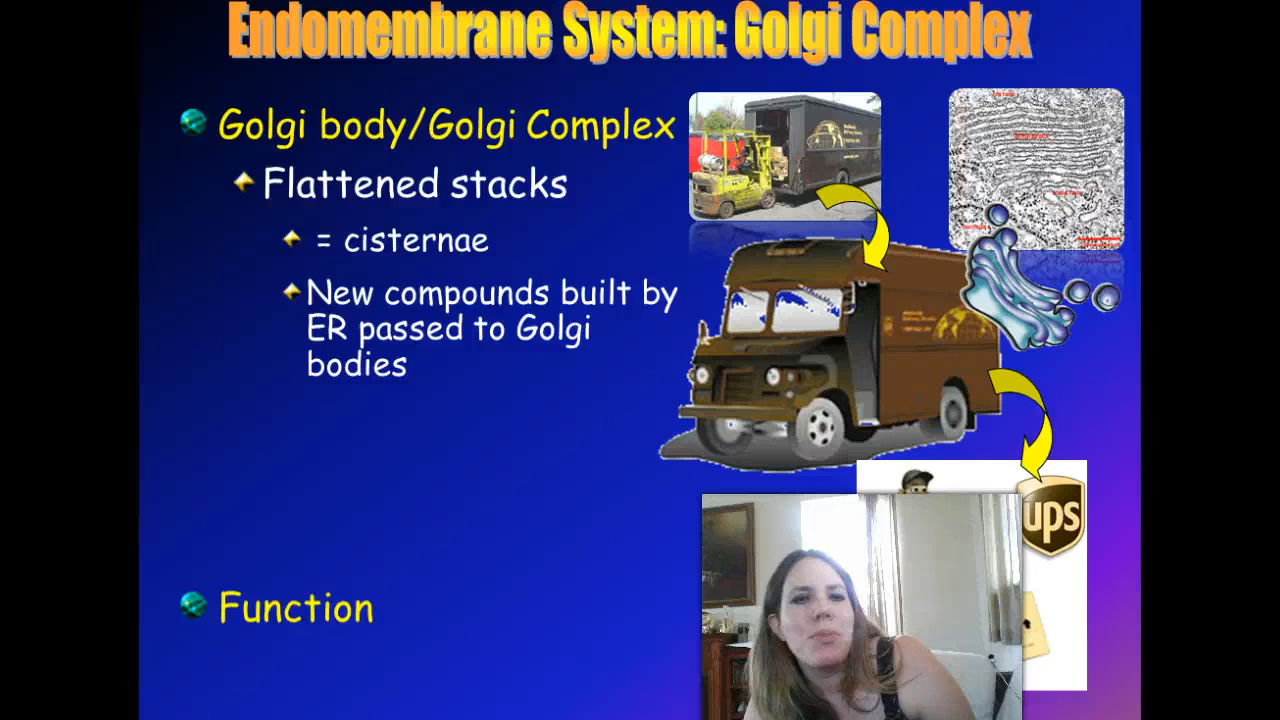 Endomembrane System: Golgi Complex
Golgi body/Golgi Complex
Flattened stacks
= cisternae
New compounds built by
ER passed to Golgi
bodies
ups
Function